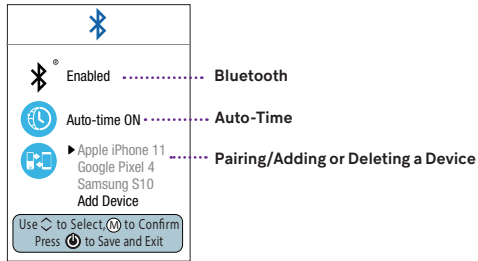 Enabled
Bluetooth
Auto-time ON
Auto-Time
Apple iPhone 11
Pairing/Adding or Deleting a Device
Google Pixel 4
Samsung S10
Add Device
Use to Select, M to Confirm
Press to Save and Exit